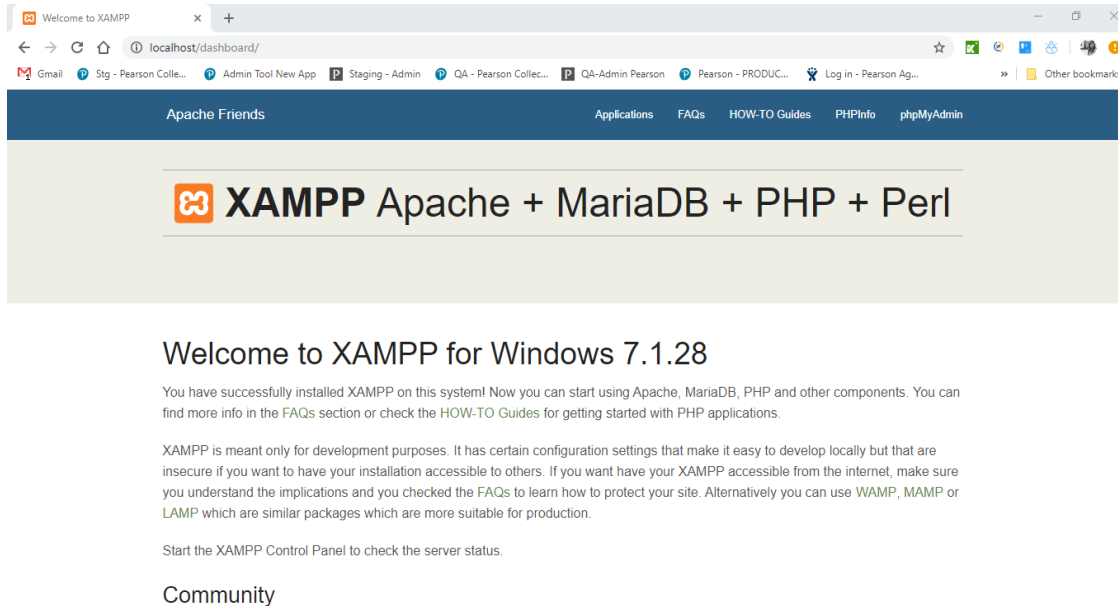 Welcome to XAMPP
localhost/dashboard/
Gmail Stg - Pearson Colle... Admin Tool New App Staging - Admin QA - Pearson Collec... QA-Admin Pearson Pearson - PRODUC... Log in - Pearson Ag... » Other bookmarks
Apache Friends Applications FAQs HOW-TO Guides PHPInfo phpMyAdmin
XAMPP Apache + MariaDB + PHP + Perl
Welcome to XAMPP for Windows 7.1.28
You have successfully installed XAMPP on this system! Now you can start using Apache, MariaDB, PHP and other components. You can
find more info in the FAQs section or check the HOW-TO Guides for getting started with PHP applications.
XAMPP is meant only for development purposes. It has certain configuration settings that make it easy to develop locally but that are
insecure if you want to have your installation accessible to others. If you want have your XAMPP accessible from the internet, make sure
you understand the implications and you checked the FAQs to learn how to protect your site. Alternatively you can use WAMP, MAMP or
LAMP which are similar packages which are more suitable for production.
Start the XAMPP Control Panel to check the server status.
Community